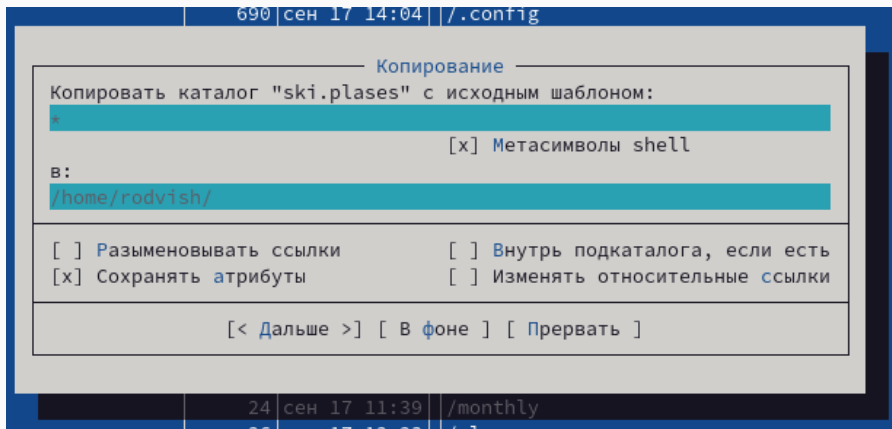 690 сен 17 14:04 /.config
Копирование
Копировать каталог "ski.plases" с исходным шаблоном:
*
[x] Метасимволы shell
в:
/home/rodvish/
[ ] Разыменовывать ссылки [ ] Внутрь подкаталога, если есть
[x] Сохранять атрибуты [ ] Изменять относительные ссылки
[< Дальше >] [ В фоне ] [ Прервать ]
24 сен 17 11:39 /monthly